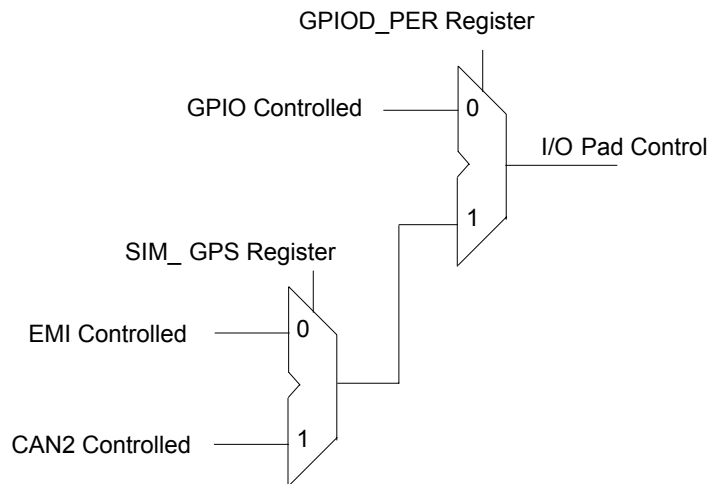 GPIOD_PER Register
GPIO Controlled
0
I/O Pad Control
1
SIM_ GPS Register
EMI Controlled
0
CAN2 Controlled
1